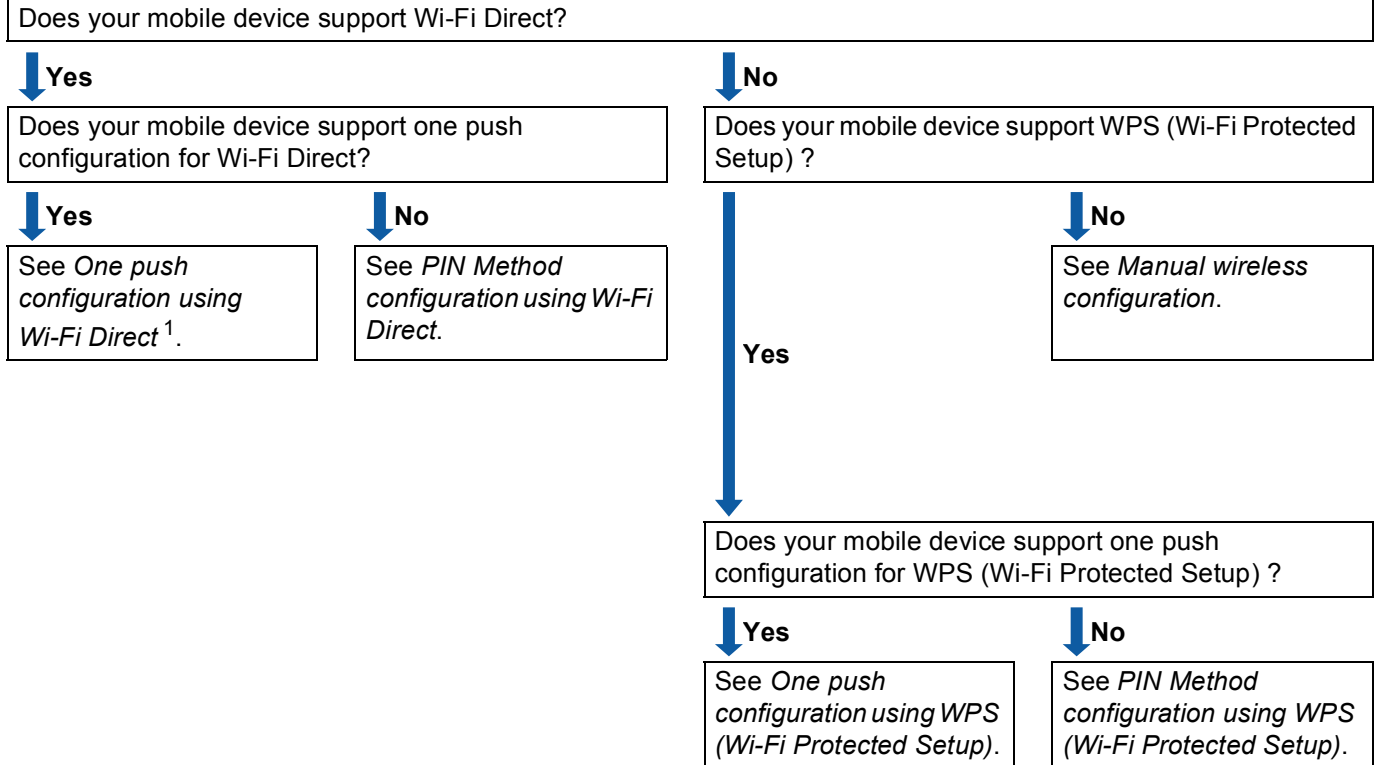 Does your mobile device support Wi-Fi Direct?
Yes
No
Does your mobile device support one push
configuration for Wi-Fi Direct?
Does your mobile device support WPS (Wi-Fi Protected
Setup) ?
Yes
No
No
See One push
configuration using
Wi-Fi Direct 1.
See PIN Method
configuration using Wi-Fi
Direct.
See Manual wireless
configuration.
Yes
Does your mobile device support one push
configuration for WPS (Wi-Fi Protected Setup) ?
Yes
No
See One push
configuration using WPS
(Wi-Fi Protected Setup).
See PIN Method
configuration using WPS
(Wi-Fi Protected Setup).